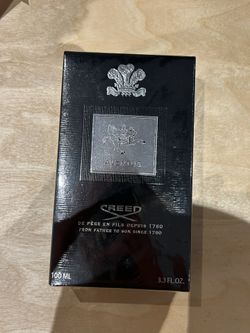 AVENTUS
CREED
DE PÈRE EN FILS DEPUIS 1760
FROM FATHER TO SON SINCE 1760
100 ML
3.3 FL.OZ.